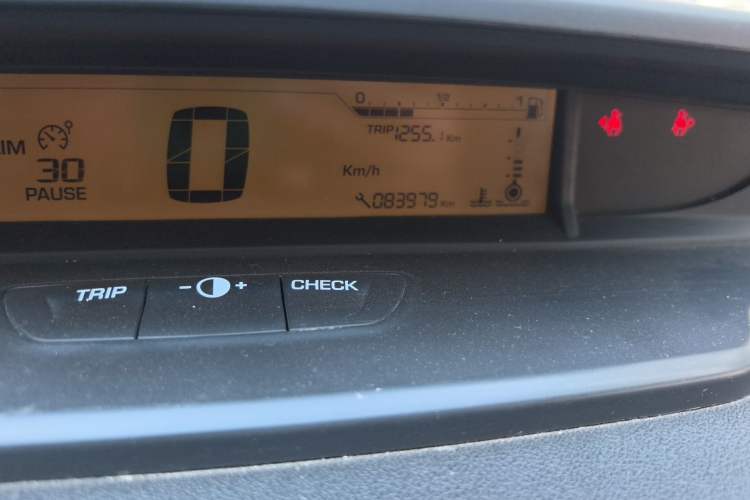 0 1/2 1
TRIP 1255.1 Km
IM
30
PAUSE
0
Km/h
083979 Km
TRIP
- +
CHECK